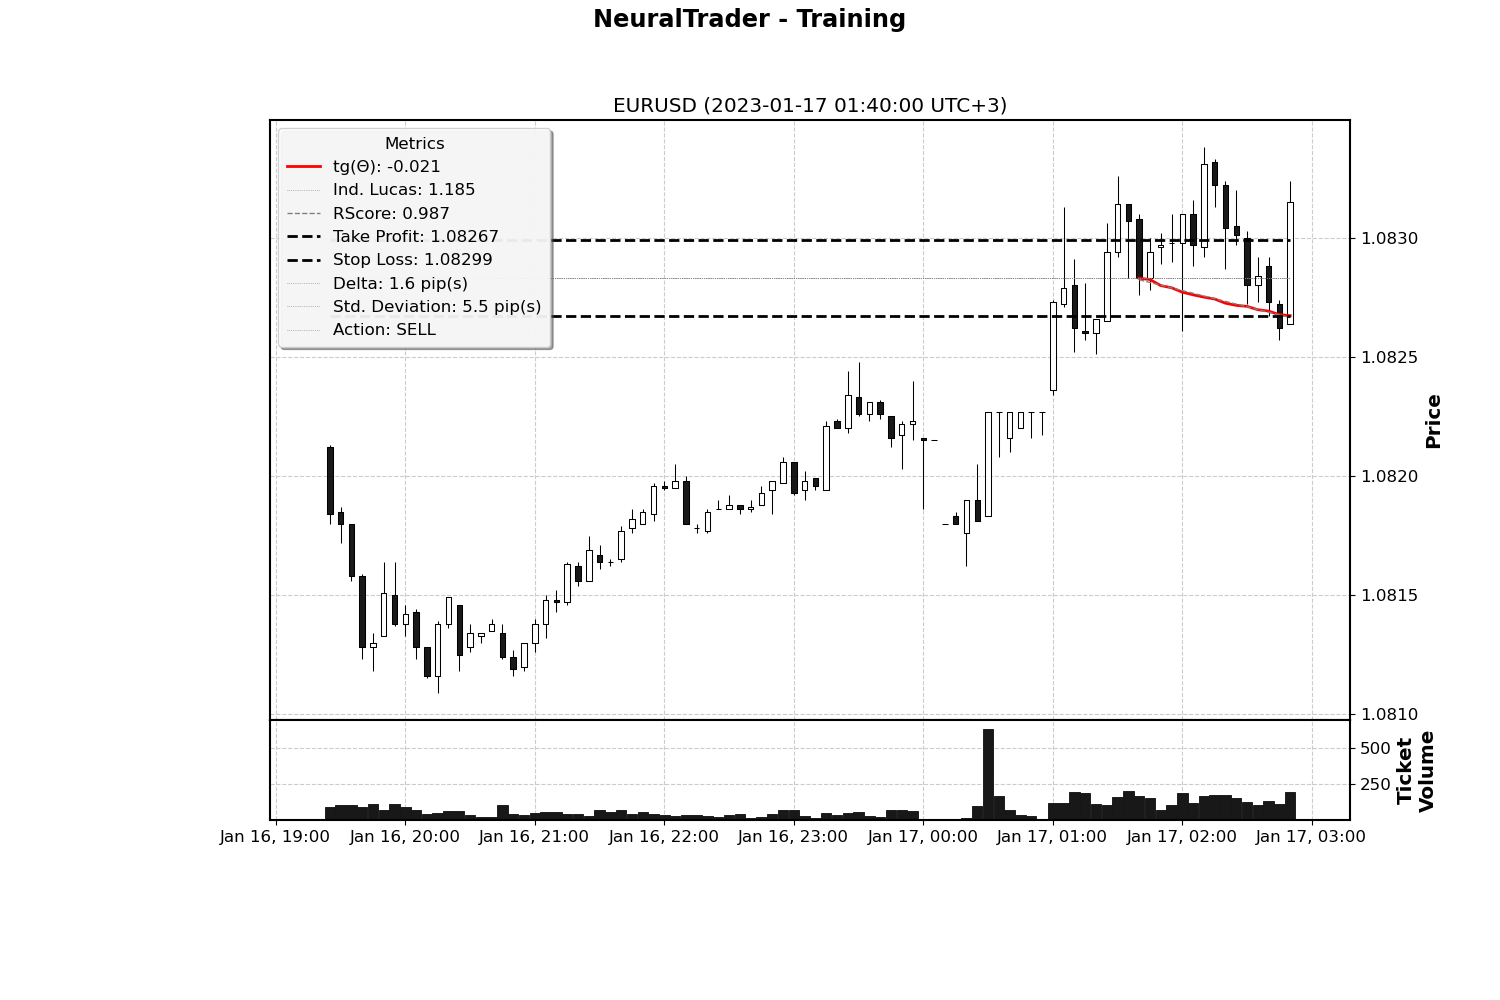 NeuralTrader - Training
EURUSD (2023-01-17 01:40:00 UTC+3)
Metrics
tg(Θ): -0.021
Ind. Lucas: 1.185
RScore: 0.987
Take Profit: 1.08267
Stop Loss: 1.08299
Delta: 1.6 pip(s)
Std. Deviation: 5.5 pip(s)
Action: SELL
1.0830
1.0825
1.0820
1.0815
1.0810
Price
500
250
Ticket
Volume
Jan 16, 19:00 Jan 16, 20:00 Jan 16, 21:00 Jan 16, 22:00 Jan 16, 23:00 Jan 17, 00:00 Jan 17, 01:00 Jan 17, 02:00 Jan 17, 03:00